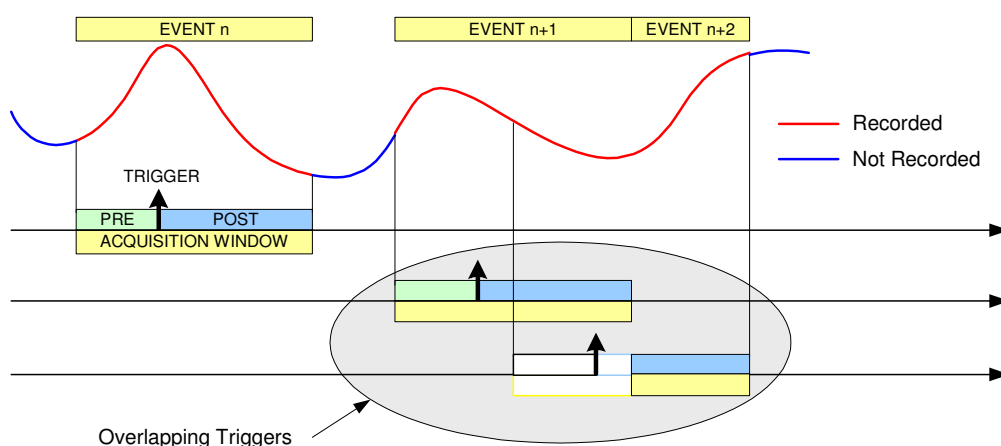 EVENT n
EVENT n+1
EVENT n+2
Recorded
Not Recorded
TRIGGER
PRE
POST
ACQUISITION WINDOW
Overlapping Triggers